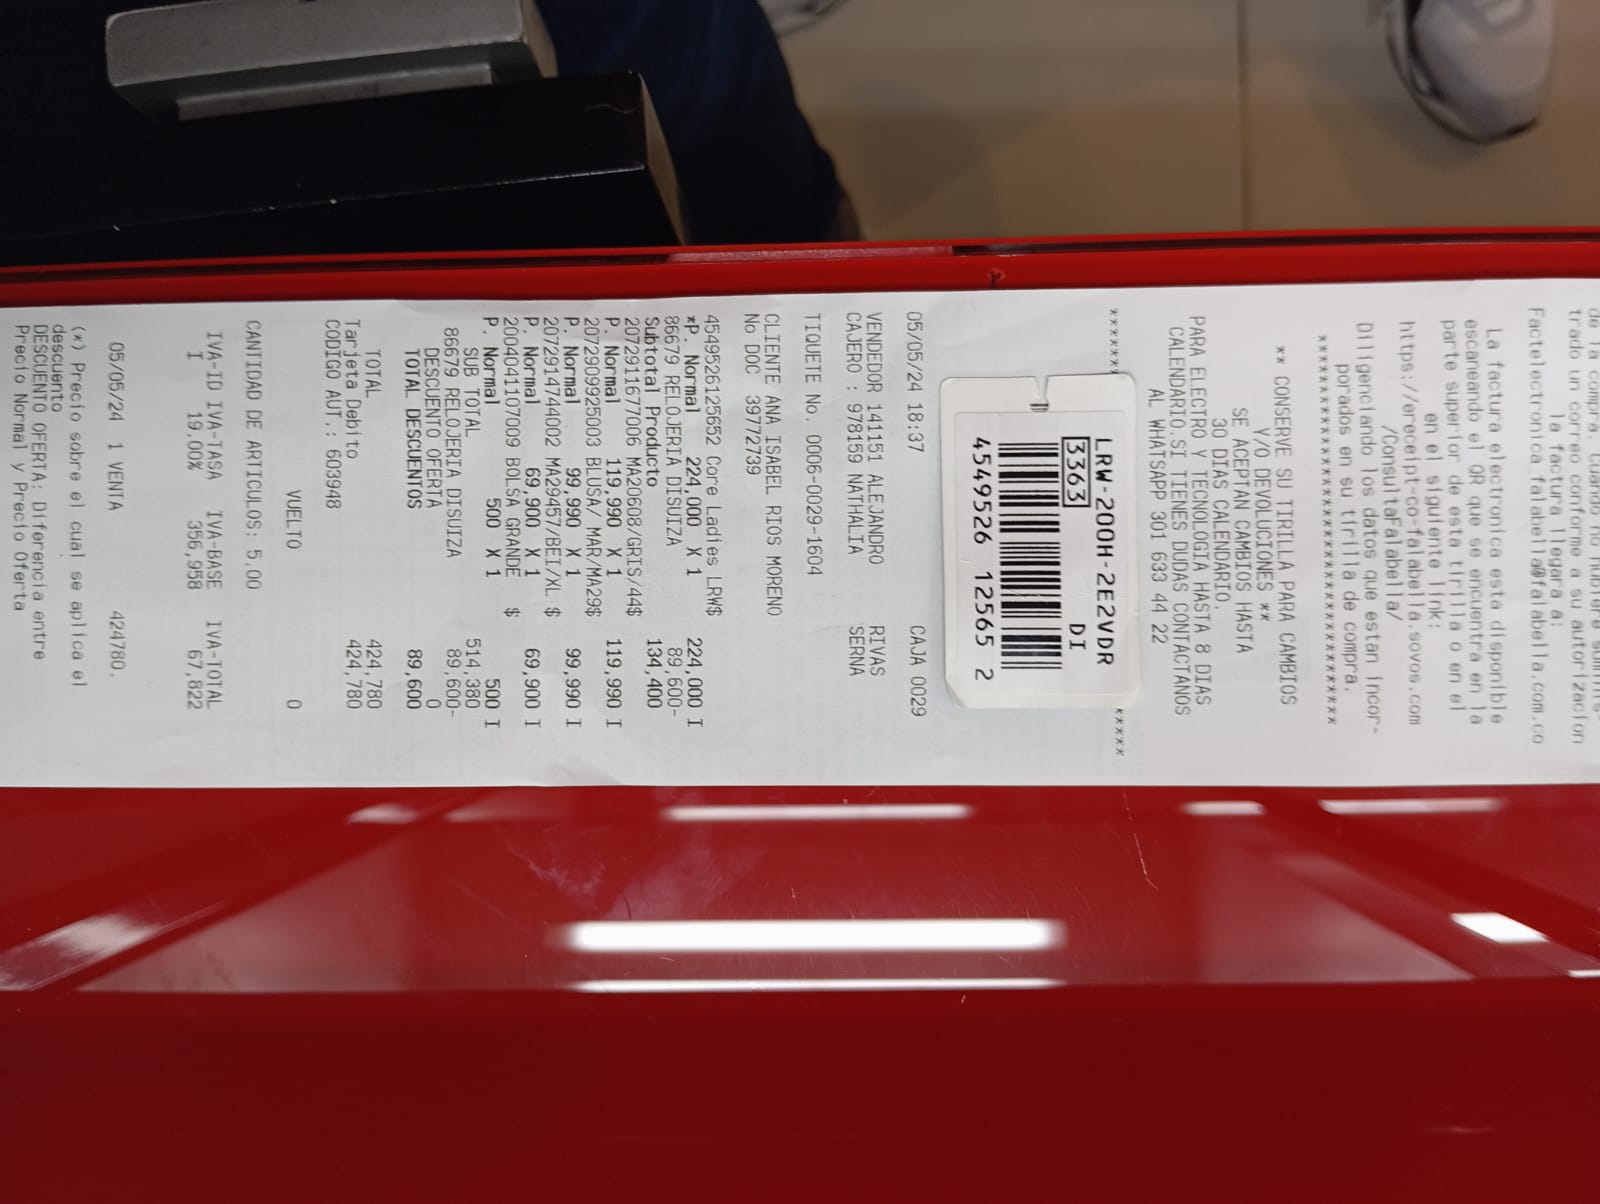 de la compra. Cuando no hubiere
trado un correo conforme a su autorizacion
la factura llegara a:
Factelectronica_falabella@falabella.com.co
La factura electronica esta disponible
escaneando el QR que se encuentra en la
parte superior de esta tirilla o en el
en el siguiente link:
https://ereceipt-co-falabella.sovos.com
/ConsultaFalabella/
Diligenciando los datos que estan incor-
porados en su tirilla de compra.
****************************************
** CONSERVE SU TIRILLA PARA CAMBIOS
Y/O DEVOLUCIONES **
SE ACEPTAN CAMBIOS HASTA
30 DIAS CALENDARIO.
PARA ELECTRO Y TECNOLOGIA HASTA 8 DIAS
CALENDARIO.SI TIENES DUDAS CONTACTANOS
AL WHATSAPP 301 633 44 22
LRW-200H-2E2VDR
3363 DI
4549526 12565 2
05/05/24 18:37 CAJA 0029
VENDEDOR 141151 ALEJANDRO RIVAS
CAJERO : 978159 NATHALIA SERNA
TIQUETE No. 0006-0029-1604
CLIENTE ANA ISABEL RIOS MORENO
No DOC 39772739
4549526125652 Core Ladies LRW$
*P. Normal 224,000 X 1 224,000 I
86679 RELOJERIA DISUIZA 89,600-
Subtotal Producto 134,400
2072911677006 MA20608/GRIS/44$
P. Normal 119,990 X 1 119,990 I
2072909925003 BLUSA/ MAR/MA29$
P. Normal 99,990 X 1 99,990 I
2072914744002 MA29457/BEI/XL $
P. Normal 69,900 X 1 69,900 I
2004041107009 BOLSA GRANDE $
P. Normal 500 X 1 500 I
SUB TOTAL 514,380
86679 RELOJERIA DISUIZA 89,600-
DESCUENTO OFERTA 0
TOTAL DESCUENTOS 89,600
TOTAL 424,780
Tarjeta Debito 424,780
CODIGO AUT.: 603948
VUELTO 0
CANTIDAD DE ARTICULOS: 5.00
IVA-ID IVA-TASA IVA-BASE IVA-TOTAL
I 19.00% 356,958 67,822
05/05/24 1 VENTA 424780.
(*) Precio sobre el cual se aplica el
descuento
DESCUENTO OFERTA: Diferencia entre
Precio Normal y Precio Oferta